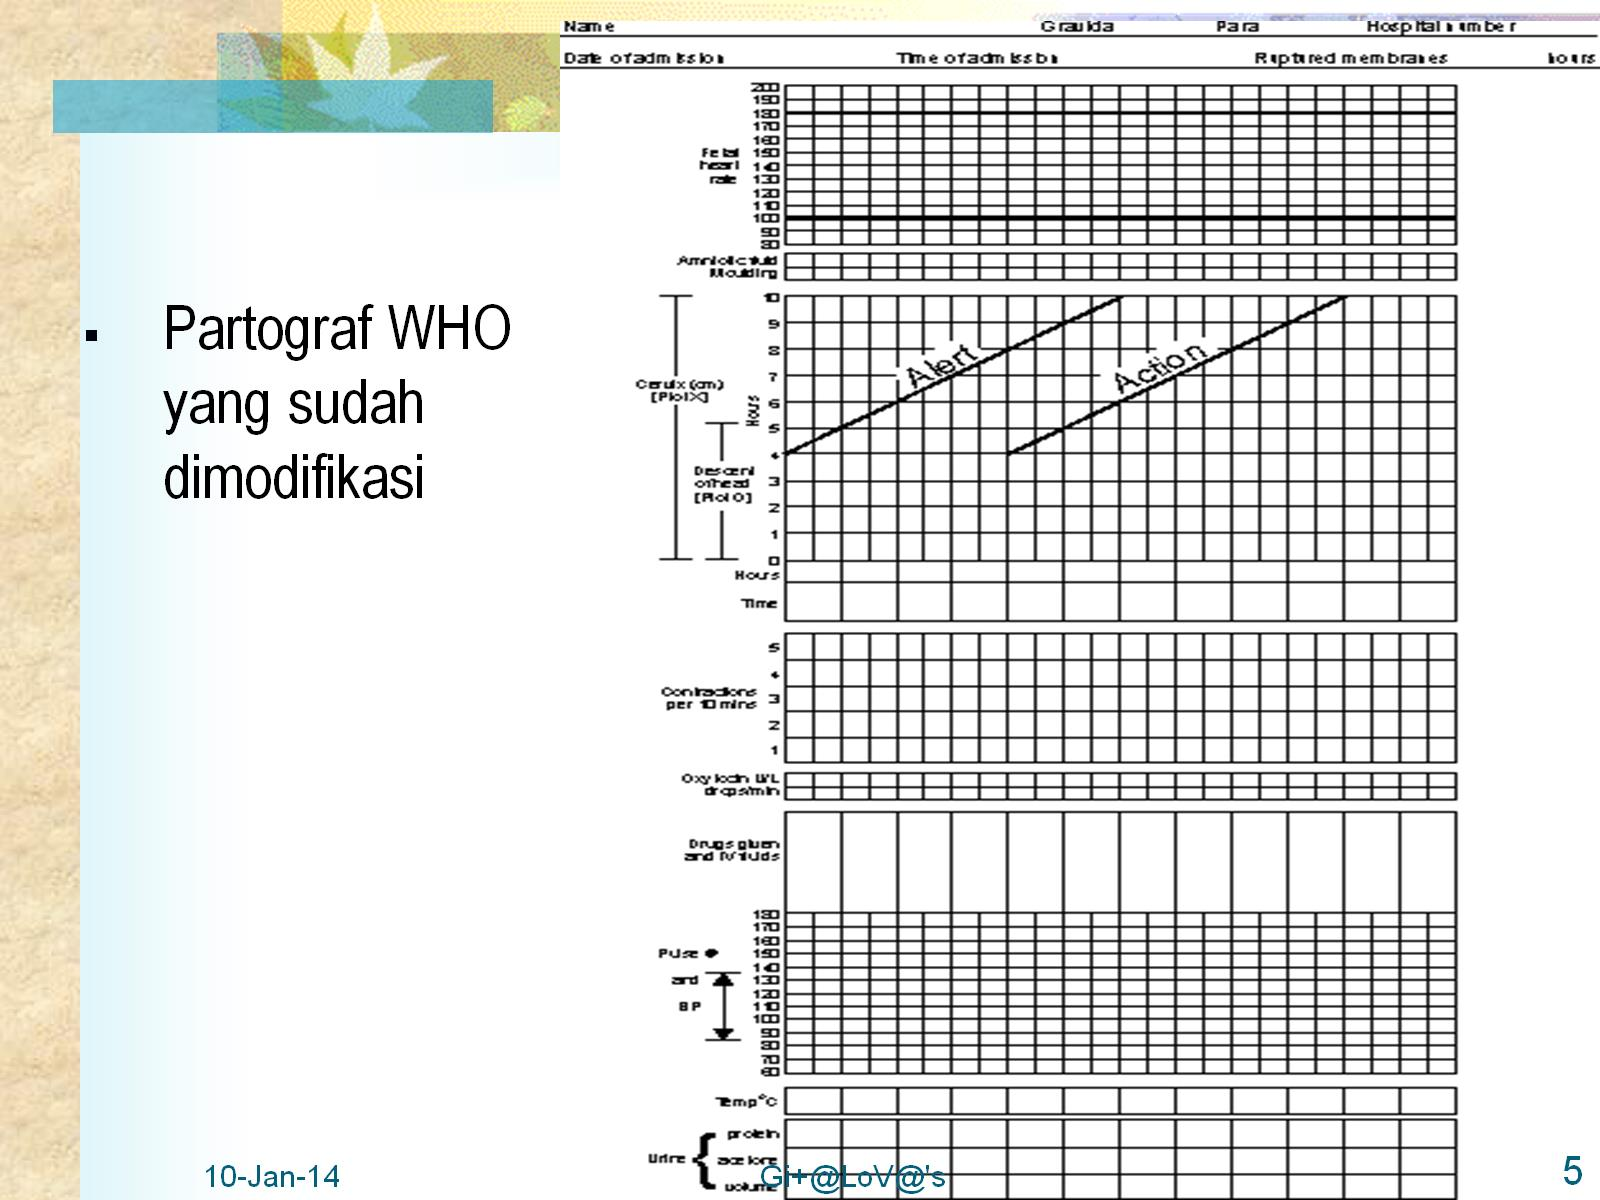 Name Gravida Para Hospital number
Date of admission Time of admission Ruptured membranes hours
▪ Partograf WHO
yang sudah
dimodifikasi
200
190
180
170
160
Fetal 150
heart 140
rate 130
120
110
100
90
80
Amniotic fluid
Moulding
10
9
8
Alert
Action
7
Cervix (cm)
[Plot X]
Hours
6
5
4
Descent
of head
[Plot O]
3
2
1
0
Hours
Time
5
4
Contractions
per 10 mins
3
2
1
Oxytocin U/L
drops/min
Drugs given
and IV fluids
180
170
160
Pulse ● 150
140
and 130
120
BP 110
100
90
80
70
60
Temp °C
protein
Urine { acetone
volume
10-Jan-14 Gi+@LoV@'s 5